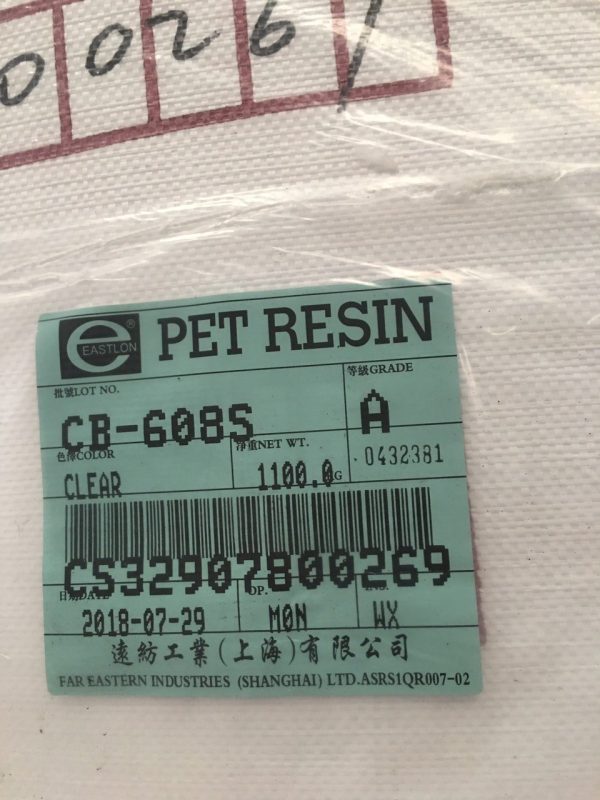 0026/
EASTLON® PET RESIN
批號LOT NO. 等級GRADE
CB-608S A
色澤COLOR 淨重NET WT. 0432381
CLEAR 1100.0KG
CS32907800269
日期DATE OP. INS.
2018-07-29 M0N WX
遠紡工業(上海)有限公司
FAR EASTERN INDUSTRIES (SHANGHAI) LTD.ASRS1QR007-02